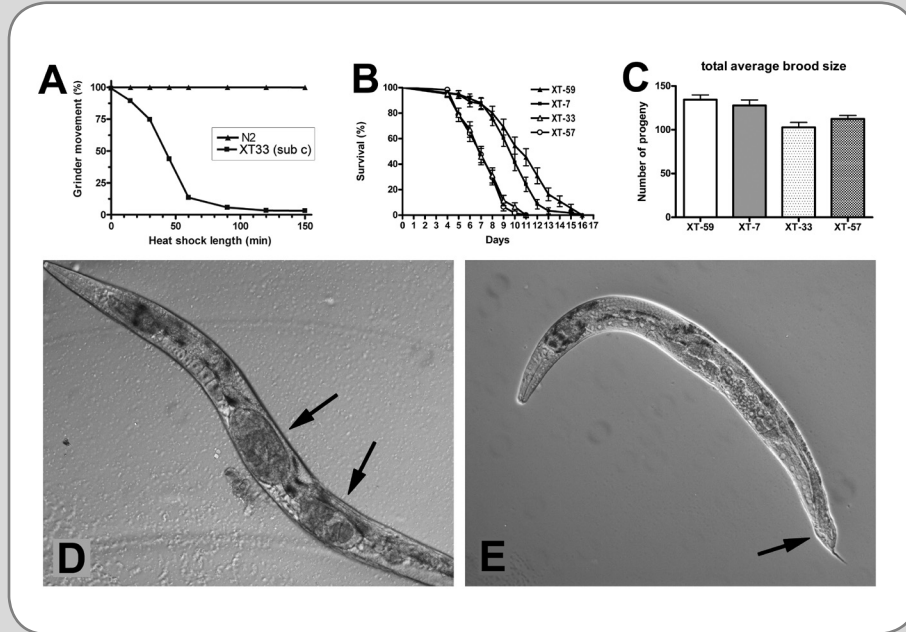 A
Grinder movement (%)
100
75
50
25
0
0 50 100 150
Heat shock length (min)
N2
XT33 (sub c)
B
Survival (%)
100
80
60
40
20
0
0 1 2 3 4 5 6 7 8 9 10 11 12 13 14 15 16 17
Days
XT-59
XT-7
XT-33
XT-57
C
total average brood size
Number of progeny
150
100
50
0
XT-59 XT-7 XT-33 XT-57
D
E